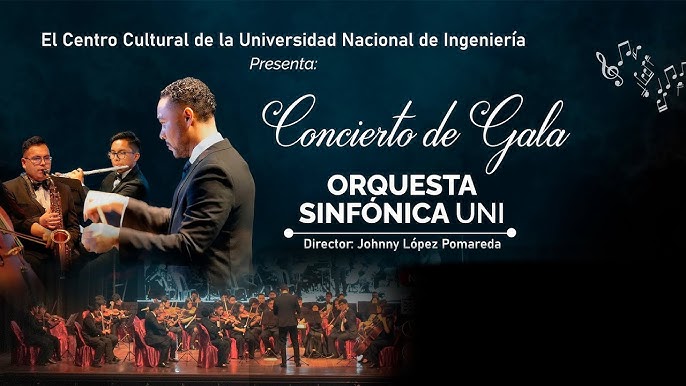 El Centro Cultural de la Universidad Nacional de Ingeniería
Presenta:
Concierto de Gala
ORQUESTA
SINFÓNICA UNI
Director: Johnny López Pomareda